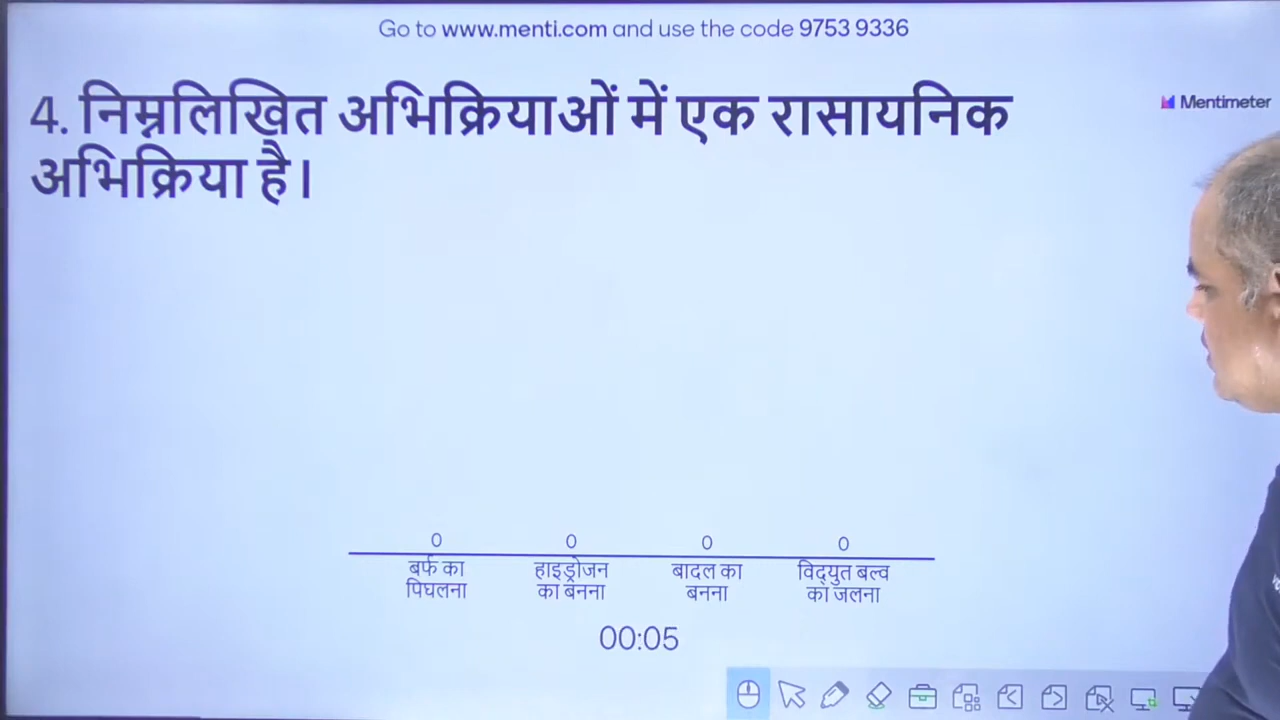 Go to www.menti.com and use the code 9753 9336
4. निम्नलिखित अभिक्रियाओं में एक रासायनिक
अभिक्रिया है।
Mentimeter
0 0 0 0
बर्फ का
पिघलना
हाइड्रोजन
का बनना
बादल का
बनना
विद्युत बल्व
का जलना
00:05